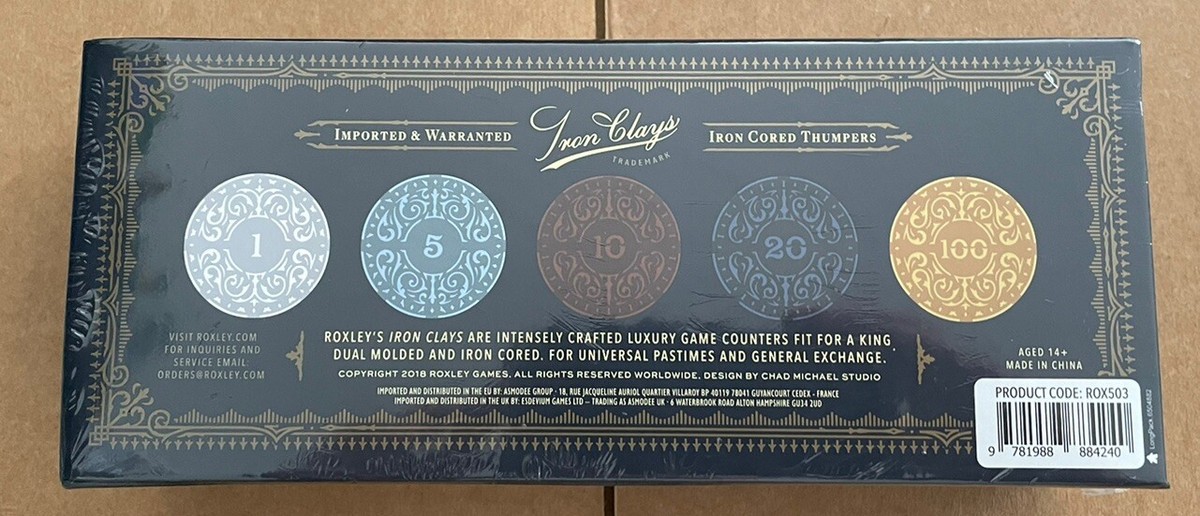 IMPORTED & WARRANTED
Iron Clays
TRADEMARK
IRON CORED THUMPERS
1
5
10
20
100
VISIT ROXLEY.COM
FOR INQUIRIES AND
SERVICE EMAIL:
ORDERS@ROXLEY.COM
ROXLEY'S IRON CLAYS ARE INTENSELY CRAFTED LUXURY GAME COUNTERS FIT FOR A KING,
DUAL MOLDED AND IRON CORED. FOR UNIVERSAL PASTIMES AND GENERAL EXCHANGE.
COPYRIGHT 2018 ROXLEY GAMES. ALL RIGHTS RESERVED WORLDWIDE. DESIGN BY CHAD MICHAEL STUDIO
IMPORTED AND DISTRIBUTED IN THE EU BY: ASMODEE GROUP - 18, RUE JACQUELINE AURIOL QUARTIER VILLAROY BP 40119 78041 GUYANCOURT CEDEX - FRANCE
IMPORTED AND DISTRIBUTED IN THE UK BY: ESDEVIUM GAMES LTD — TRADING AS ASMODEE UK · 6 WATERBROOK ROAD ALTON HAMPSHIRE GU34 2UD
AGED 14+
MADE IN CHINA
PRODUCT CODE: ROX503
9 781988 884240
LongPack